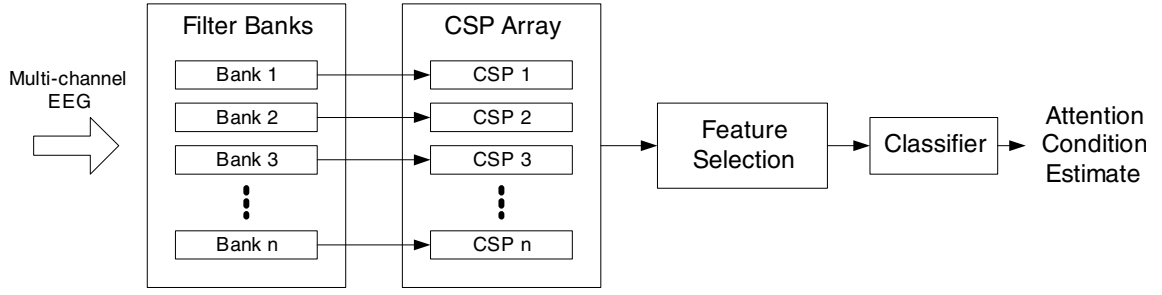 Multi-channel
EEG
Filter Banks
Bank 1
Bank 2
Bank 3
Bank n
CSP Array
CSP 1
CSP 2
CSP 3
CSP n
Feature
Selection
Classifier
Attention
Condition
Estimate